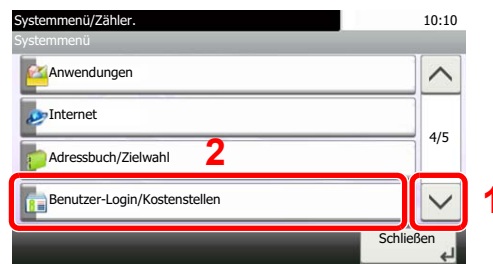 Systemmenü/Zähler. 10:10
Systemmenü
Anwendungen
Internet
4/5
Adressbuch/Zielwahl 2
Benutzer-Login/Kostenstellen 1
Schließen